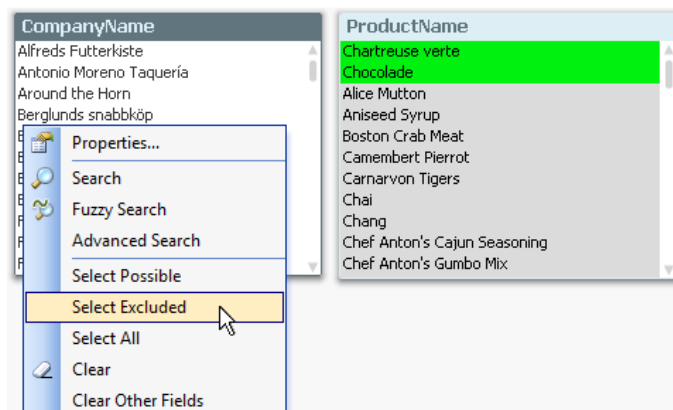 CompanyName
Alfreds Futterkiste
Antonio Moreno Taquería
Around the Horn
Berglunds snabbköp
Properties...
Search
Fuzzy Search
Advanced Search
Select Possible
Select Excluded
Select All
Clear
Clear Other Fields
ProductName
Chartreuse verte
Chocolade
Alice Mutton
Aniseed Syrup
Boston Crab Meat
Camembert Pierrot
Carnarvon Tigers
Chai
Chang
Chef Anton's Cajun Seasoning
Chef Anton's Gumbo Mix